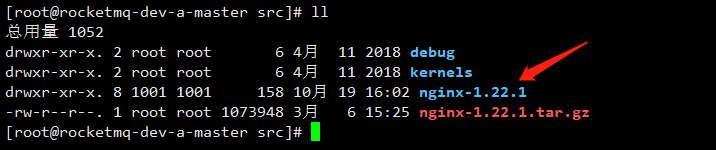 [root@rocketmq-dev-a-master src]# ll
总用量 1052
drwxr-xr-x. 2 root root       6 4月  11 2018 debug
drwxr-xr-x. 2 root root       6 4月  11 2018 kernels
drwxr-xr-x. 8 1001 1001     158 10月 19 16:02 nginx-1.22.1
-rw-r--r--. 1 root root 1073948 3月   6 15:25 nginx-1.22.1.tar.gz
[root@rocketmq-dev-a-master src]#